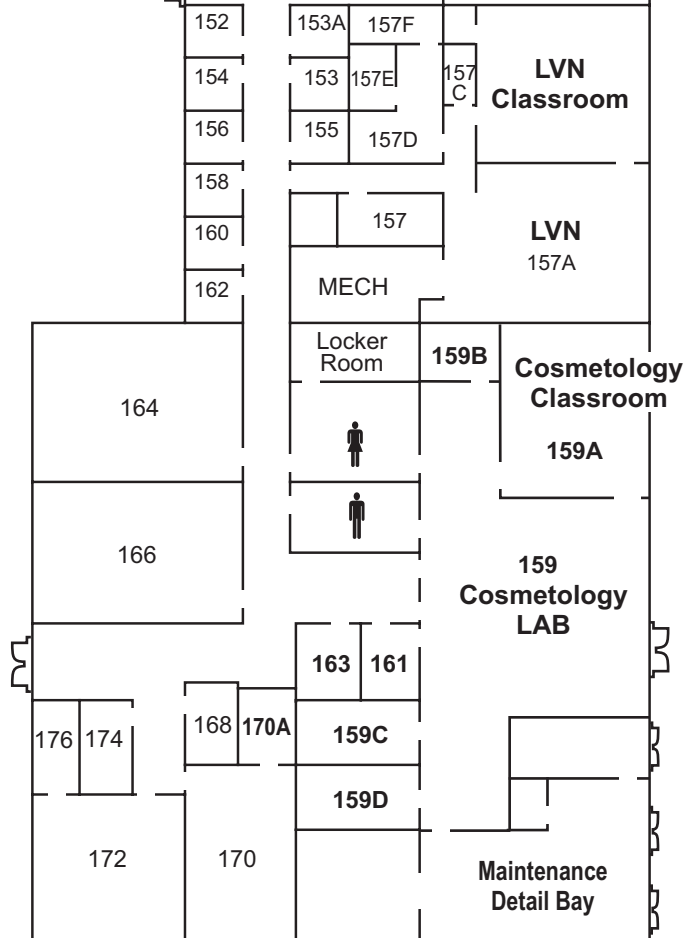 152
153A
157F
154
153
157E
157
C
LVN
Classroom
156
155
157D
158
160
157
LVN
157A
162
MECH
Locker
Room
159B
Cosmetology
Classroom
164
159A
166
159
Cosmetology
LAB
163
161
176
174
168
170A
159C
159D
172
170
Maintenance
Detail Bay